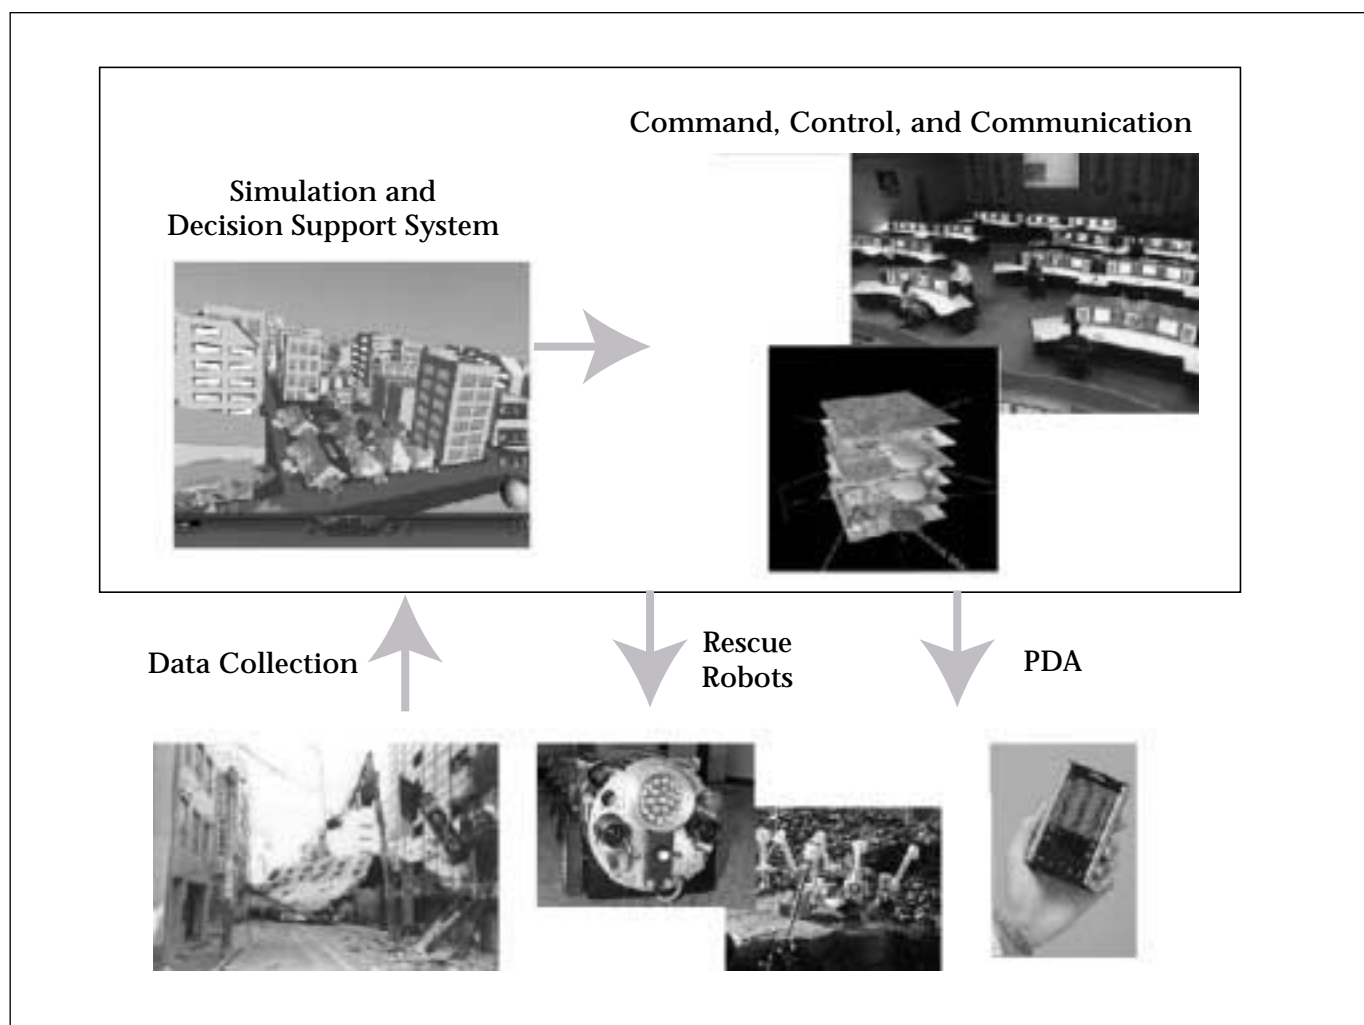 Command, Control, and Communication
Simulation and
Decision Support System
Data Collection
Rescue
Robots
PDA